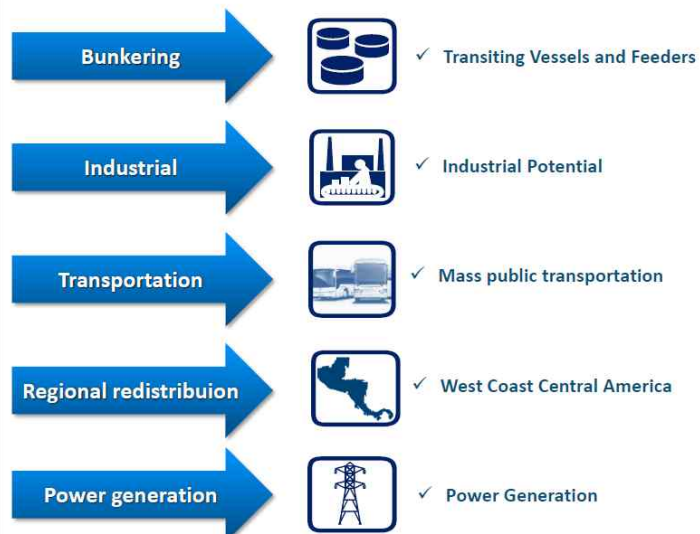 Bunkering
✓ Transiting Vessels and Feeders
Industrial
✓ Industrial Potential
Transportation
✓ Mass public transportation
Regional redistribuion
✓ West Coast Central America
Power generation
✓ Power Generation